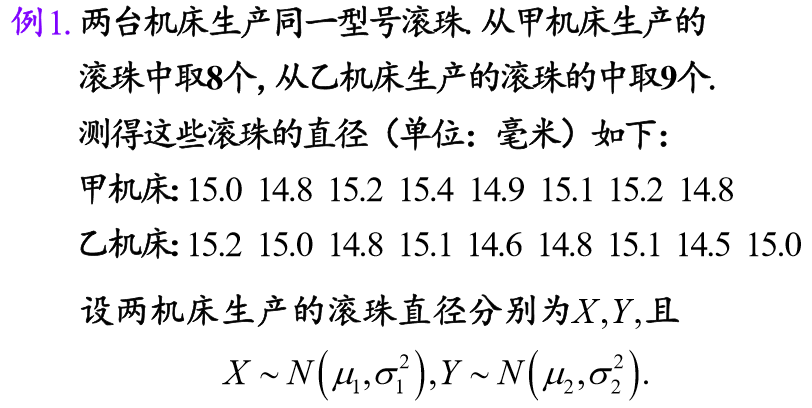 例1. 两台机床生产同一型号滚珠. 从甲机床生产的
滚珠中取8个, 从乙机床生产的滚珠的中取9个.
测得这些滚珠的直径（单位：毫米）如下：
甲机床: 15.0 14.8 15.2 15.4 14.9 15.1 15.2 14.8
乙机床: 15.2 15.0 14.8 15.1 14.6 14.8 15.1 14.5 15.0
设两机床生产的滚珠直径分别为X,Y,且
X ~ N(μ₁,σ₁²),Y ~ N(μ₂,σ₂²).